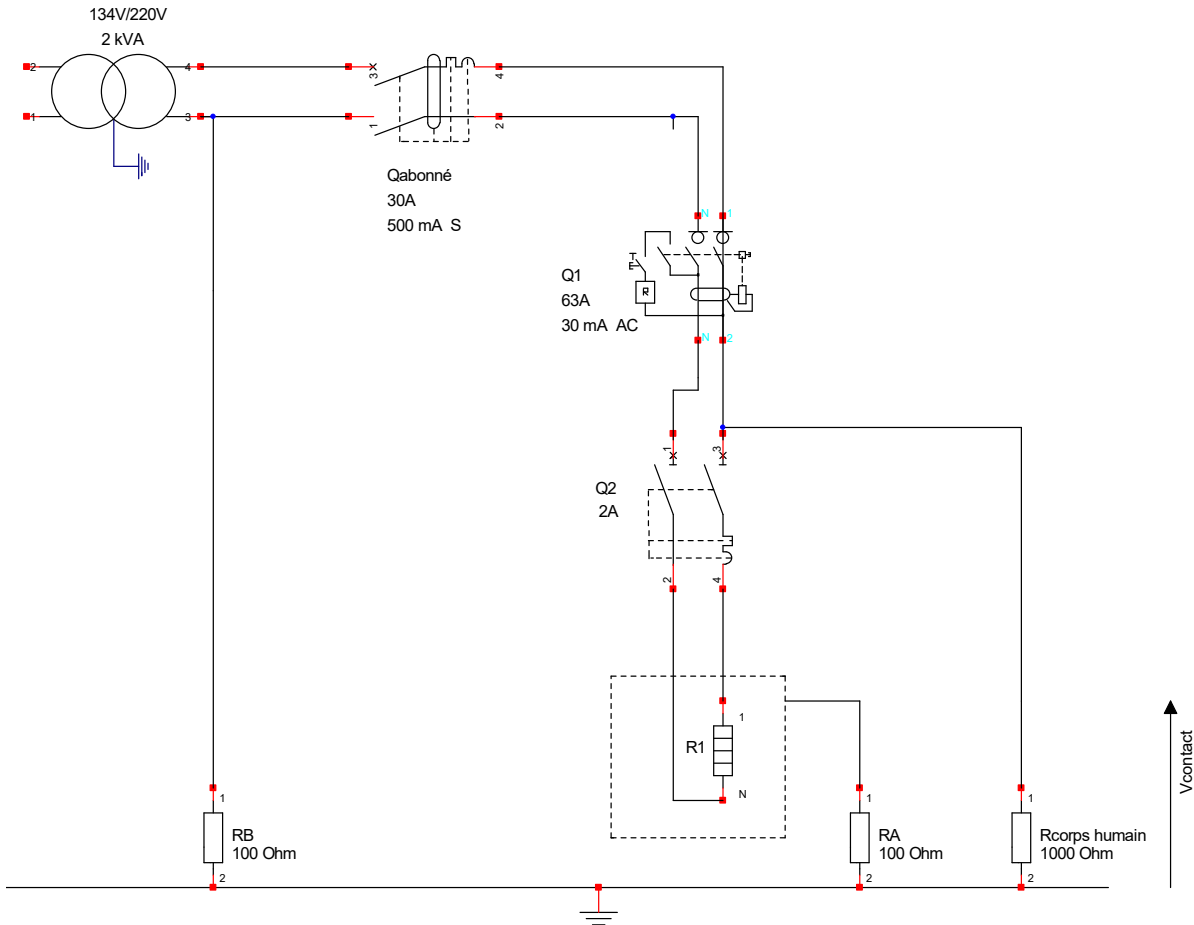 134V/220V
2 kVA
2
4
3
4
1
3
1
2
Qabonné
30A
500 mA S
N
1
Q1
63A
30 mA AC
R
N
2
1
3
Q2
2A
2
4
1
R1
N
Vcontact
1
1
1
RB
100 Ohm
RA
100 Ohm
Rcorps humain
1000 Ohm
2
2
2